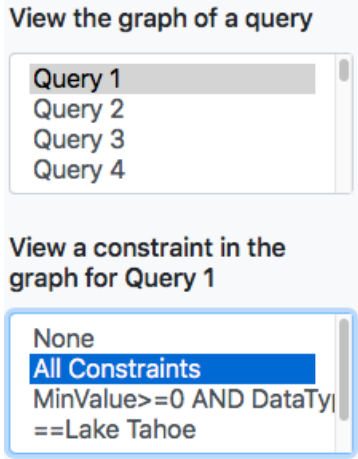 View the graph of a query
Query 1
Query 2
Query 3
Query 4
View a constraint in the
graph for Query 1
None
All Constraints
MinValue>=0 AND DataTy
==Lake Tahoe